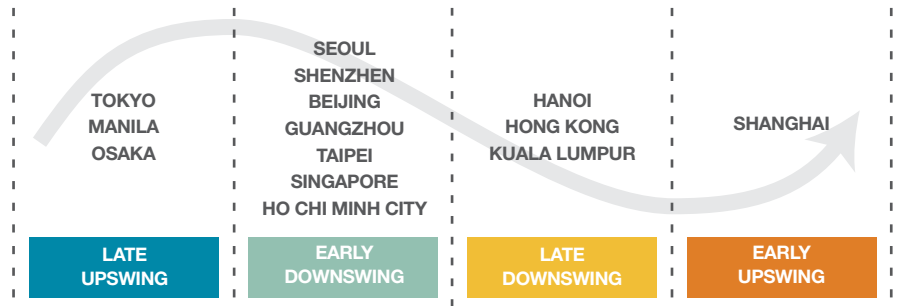 TOKYO
MANILA
OSAKA
SEOUL
SHENZHEN
BEIJING
GUANGZHOU
TAIPEI
SINGAPORE
HO CHI MINH CITY
HANOI
HONG KONG
KUALA LUMPUR
SHANGHAI
LATE
UPSWING
EARLY
DOWNSWING
LATE
DOWNSWING
EARLY
UPSWING